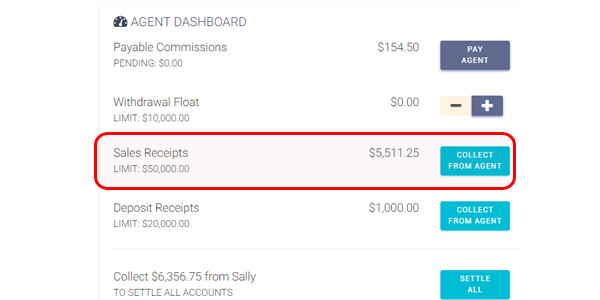 AGENT DASHBOARD
Payable Commissions $154.50 PAY
PENDING: $0.00 AGENT
Withdrawal Float $0.00 − +
LIMIT: $10,000.00
Sales Receipts $5,511.25 COLLECT
LIMIT: $50,000.00 FROM AGENT
Deposit Receipts $1,000.00 COLLECT
LIMIT: $20,000.00 FROM AGENT
Collect $6,356.75 from Sally SETTLE
TO SETTLE ALL ACCOUNTS ALL